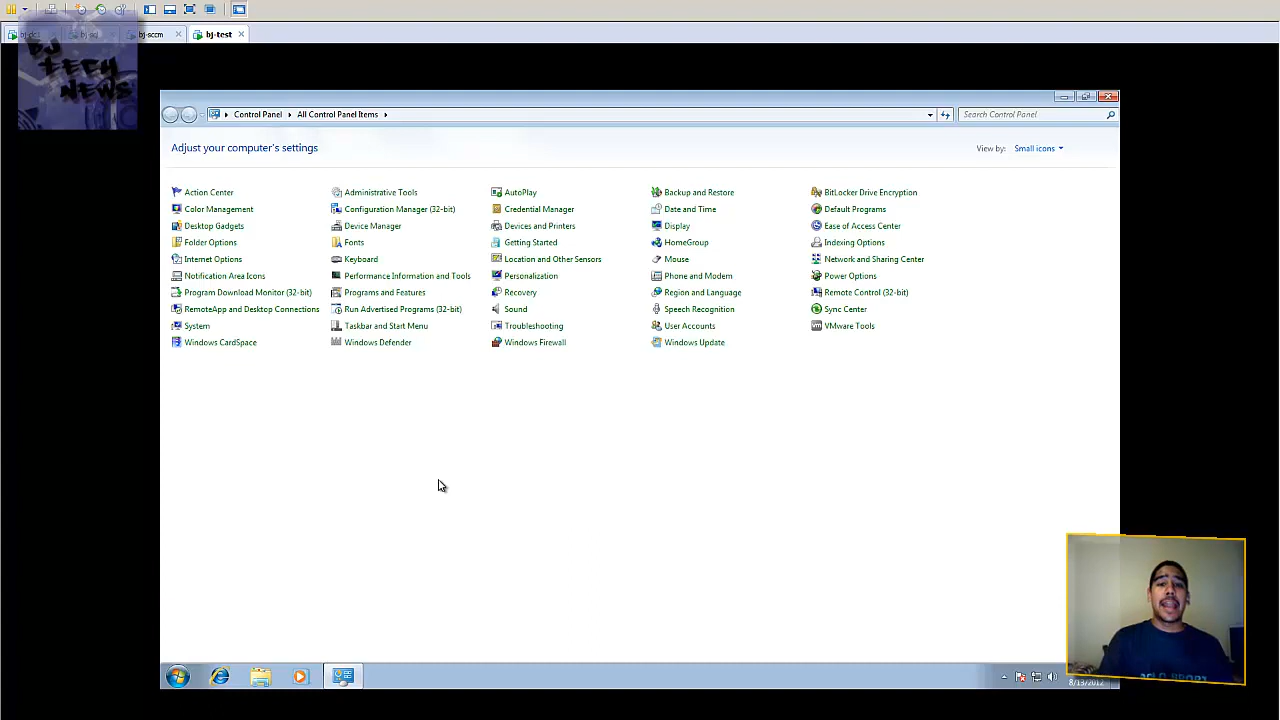 bj-sccm
bj-test
BJ
TECH
NEWS
Control Panel
All Control Panel Items
Search Control Panel
Adjust your computer's settings
View by:
Small icons
Action Center
Administrative Tools
AutoPlay
Backup and Restore
BitLocker Drive Encryption
Color Management
Configuration Manager (32-bit)
Credential Manager
Date and Time
Default Programs
Desktop Gadgets
Device Manager
Devices and Printers
Display
Ease of Access Center
Folder Options
Fonts
Getting Started
HomeGroup
Indexing Options
Internet Options
Keyboard
Location and Other Sensors
Mouse
Network and Sharing Center
Notification Area Icons
Performance Information and Tools
Personalization
Phone and Modem
Power Options
Program Download Monitor (32-bit)
Programs and Features
Recovery
Region and Language
Remote Control (32-bit)
RemoteApp and Desktop Connections
Run Advertised Programs (32-bit)
Sound
Speech Recognition
Sync Center
System
Taskbar and Start Menu
Troubleshooting
User Accounts
VMware Tools
Windows CardSpace
Windows Defender
Windows Firewall
Windows Update
8/13/2012